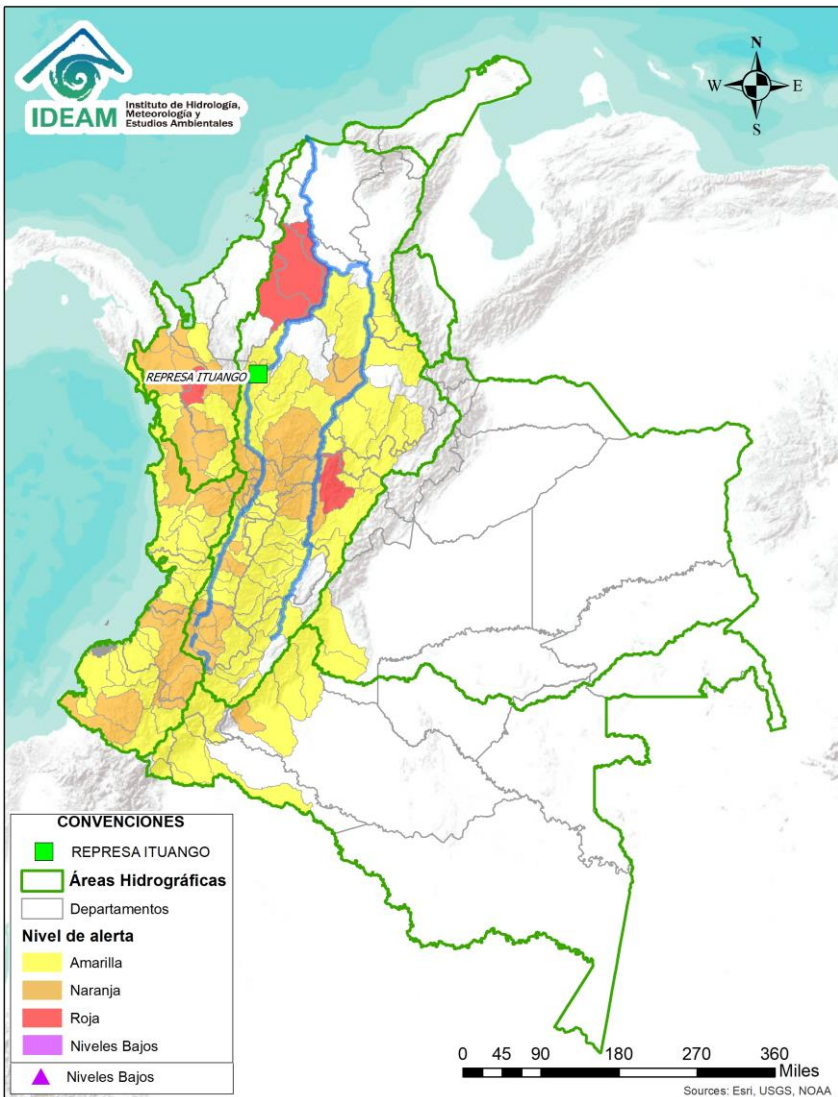 IDEAM
Instituto de Hidrología,
Meteorología y
Estudios Ambientales
N
W
E
S
REPRESA ITUANGO
CONVENCIONES
REPRESA ITUANGO
Áreas Hidrográficas
Departamentos
Nivel de alerta
Amarilla
Naranja
Roja
Niveles Bajos
Niveles Bajos
0 45 90 180 270 360
Miles
Sources: Esri, USGS, NOAA